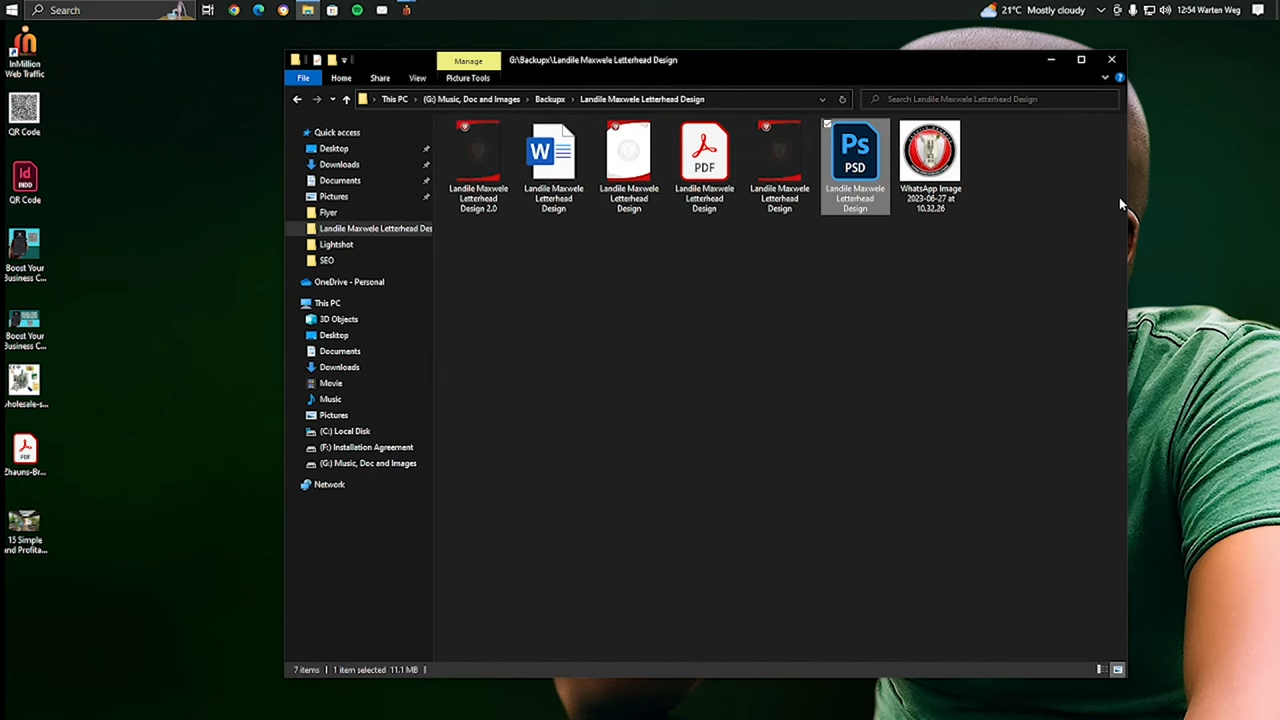 Search
21°C Mostly cloudy
12:54 Warten Weg
InMillion
Web Traffic
QR Code
Id
INDD
QR Code
Boost Your
Business C...
Boost Your
Business C...
wholesale-s...
PDF
Zhauns-Br...
15 Simple
and Profita...
Manage
G:\Backupx\Landile Maxwele Letterhead Design
File
Home
Share
View
Picture Tools
This PC
(G:) Music, Doc and Images
Backupx
Landile Maxwele Letterhead Design
Search Landile Maxwele Letterhead Design
Quick access
Desktop
Downloads
Documents
Pictures
Flyer
Landile Maxwele Letterhead Des
Lightshot
SEO
OneDrive - Personal
This PC
3D Objects
Desktop
Documents
Downloads
Movie
Music
Pictures
(C:) Local Disk
(F:) Installation Agreement
(G:) Music, Doc and Images
Network
Landile Maxwele
Letterhead
Design 2.0
W
Landile Maxwele
Letterhead
Design
Landile Maxwele
Letterhead
Design
PDF
Landile Maxwele
Letterhead
Design
Landile Maxwele
Letterhead
Design
Ps
PSD
Landile Maxwele
Letterhead
Design
WhatsApp Image
2023-06-27 at
10.32.26
7 items
1 item selected 11.1 MB